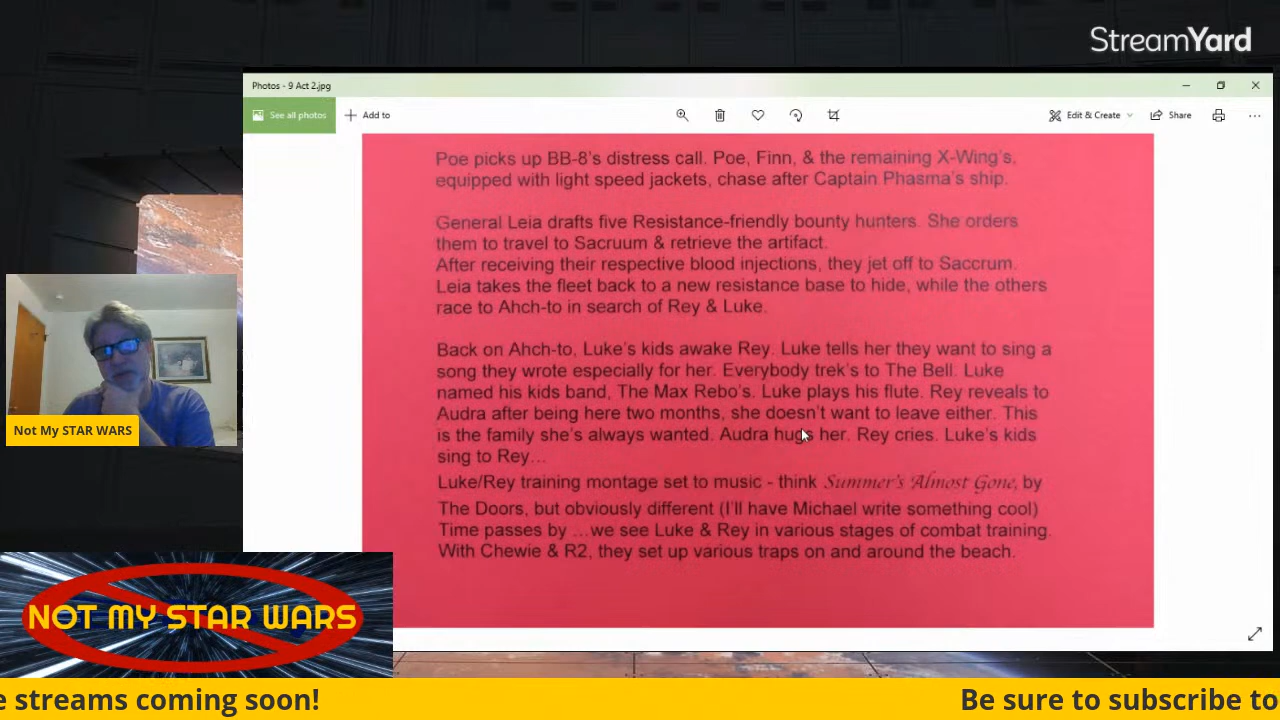 StreamYard
Photos - 9 Act 2.jpg
See all photos
Add to
Edit & Create
Share
Poe picks up BB-8's distress call. Poe, Finn, & the remaining X-Wing's,
equipped with light speed jackets, chase after Captain Phasma's ship.
General Leia drafts five Resistance-friendly bounty hunters. She orders
them to travel to Sacruum & retrieve the artifact.
After receiving their respective blood injections, they jet off to Saccrum.
Leia takes the fleet back to a new resistance base to hide, while the others
race to Ahch-to in search of Rey & Luke.
Back on Ahch-to, Luke's kids awake Rey. Luke tells her they want to sing a
song they wrote especially for her. Everybody trek's to The Bell. Luke
named his kids band, The Max Rebo's. Luke plays his flute. Rey reveals to
Audra after being here two months, she doesn't want to leave either. This
is the family she's always wanted. Audra hugs her. Rey cries. Luke's kids
sing to Rey...
Luke/Rey training montage set to music - think Summer's Almost Gone, by
The Doors, but obviously different (I'll have Michael write something cool)
Time passes by ...we see Luke & Rey in various stages of combat training.
With Chewie & R2, they set up various traps on and around the beach.
Not My STAR WARS
NOT MY STAR WARS
e streams coming soon!
Be sure to subscribe to